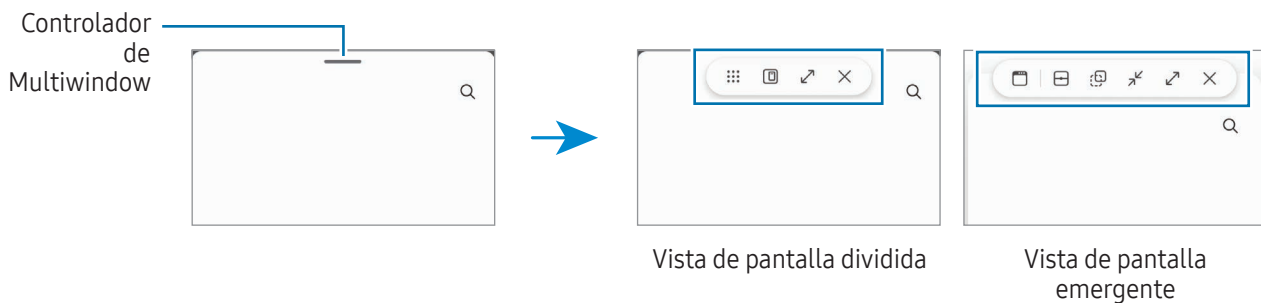 Controlador
de
Multiwindow
Vista de pantalla dividida
Vista de pantalla
emergente